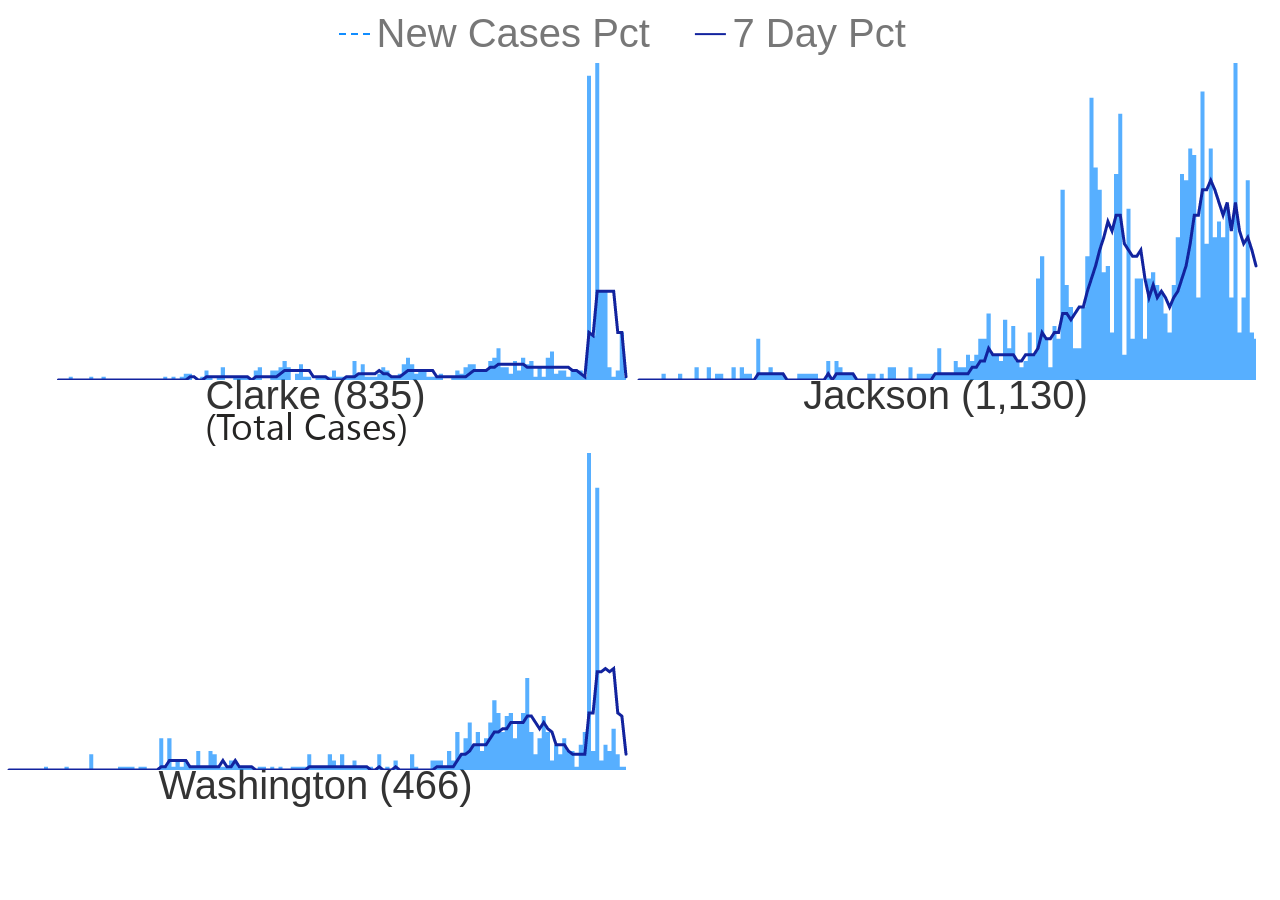 New Cases Pct 7 Day Pct
Clarke (835)
(Total Cases)
Jackson (1,130)
Washington (466)